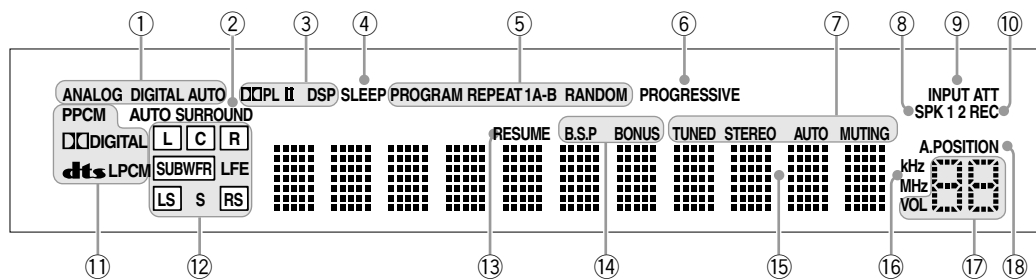 ① ② ③ ④ ⑤ ⑥ ⑦ ⑧ ⑨ ⑩
ANALOG DIGITAL AUTO PL II DSP SLEEP PROGRAM REPEAT 1 A-B RANDOM PROGRESSIVE INPUT ATT
PPCM AUTO SURROUND SPK 1 2 REC
DIGITAL L C R RESUME B.S.P BONUS TUNED STEREO AUTO MUTING A.POSITION
dts LPCM SUBWFR LFE kHz
LS S RS MHz
VOL
⑪ ⑫ ⑬ ⑭ ⑮ ⑯ ⑰ ⑱